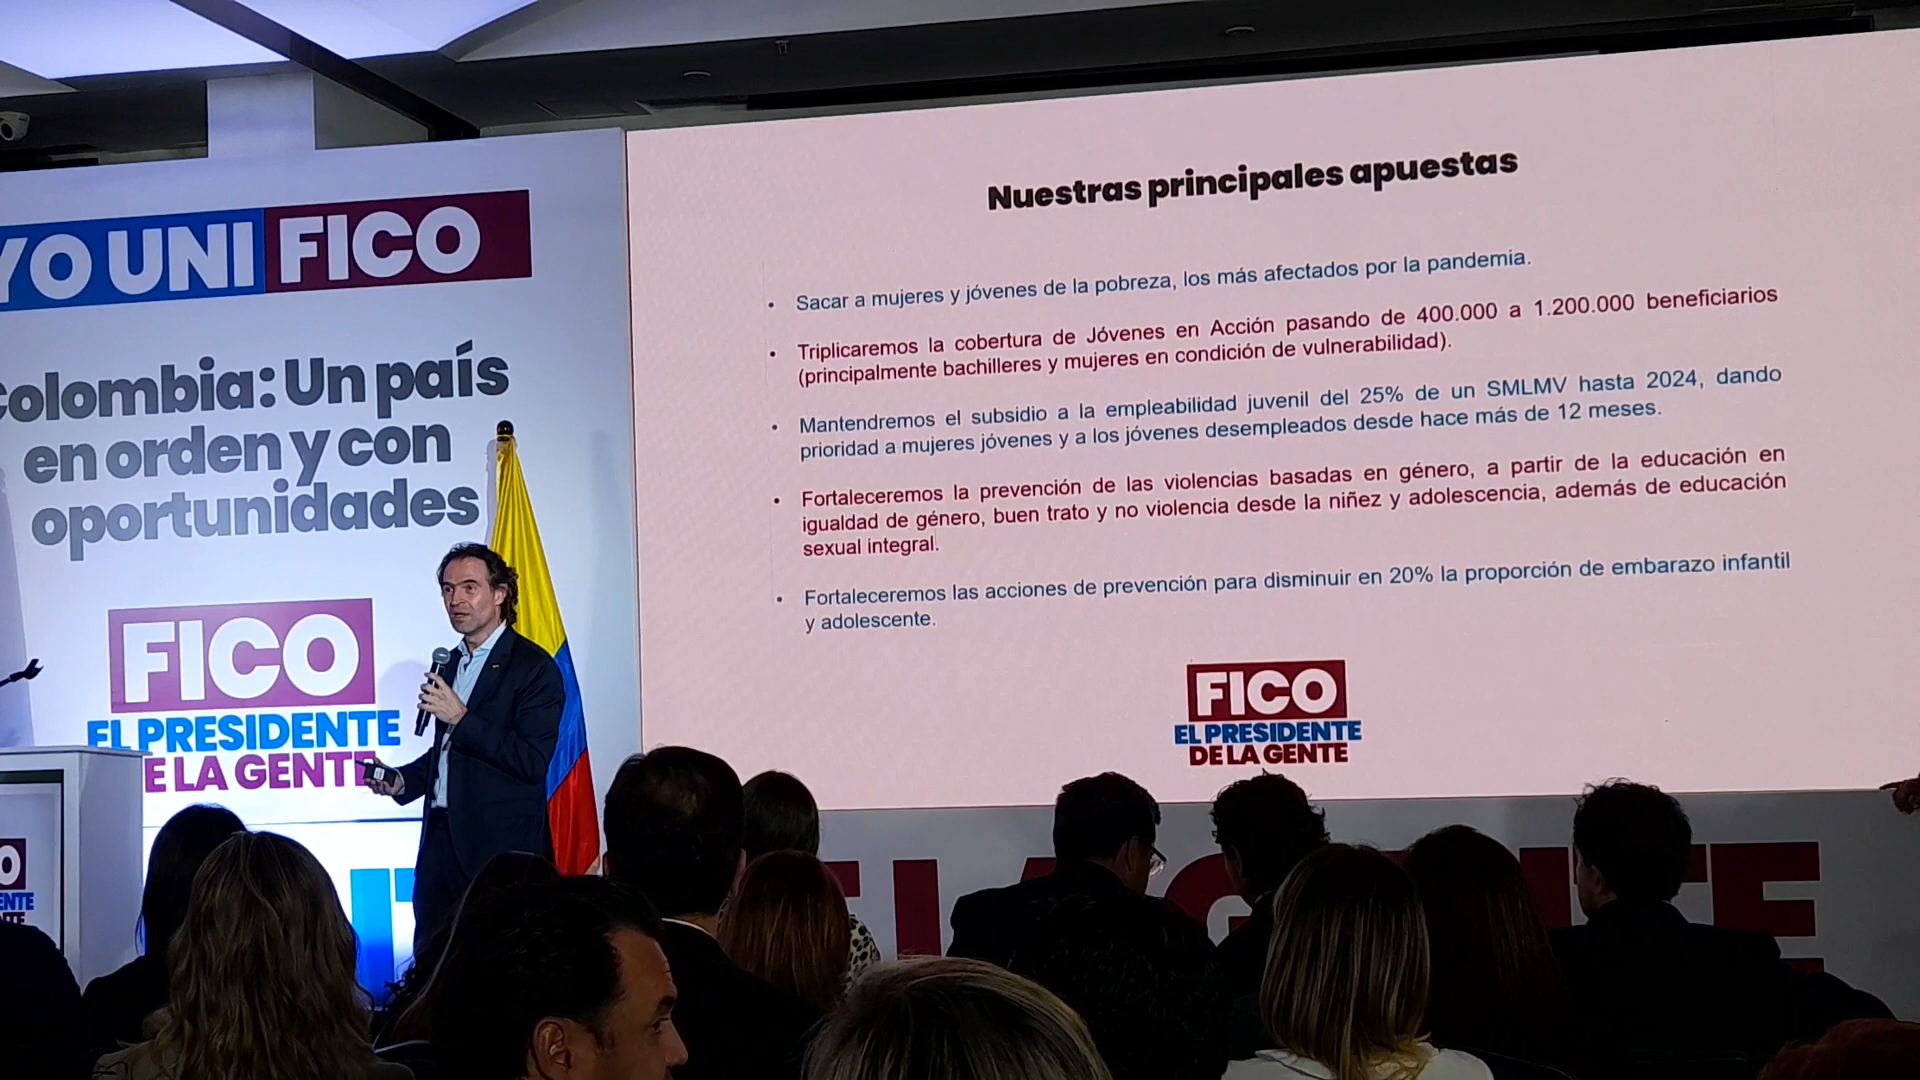 YO UNI FICO
Colombia: Un país
en orden y con
oportunidades
FICO
EL PRESIDENTE
E LA GENTE
Nuestras principales apuestas
• Sacar a mujeres y jóvenes de la pobreza, los más afectados por la pandemia.
• Triplicaremos la cobertura de Jóvenes en Acción pasando de 400.000 a 1.200.000 beneficiarios
(principalmente bachilleres y mujeres en condición de vulnerabilidad).
• Mantendremos el subsidio a la empleabilidad juvenil del 25% de un SMLMV hasta 2024, dando
prioridad a mujeres jóvenes y a los jóvenes desempleados desde hace más de 12 meses.
• Fortaleceremos la prevención de las violencias basadas en género, a partir de la educación en
igualdad de género, buen trato y no violencia desde la niñez y adolescencia, además de educación
sexual integral.
• Fortaleceremos las acciones de prevención para disminuir en 20% la proporción de embarazo infantil
y adolescente.
FICO
EL PRESIDENTE
DE LA GENTE